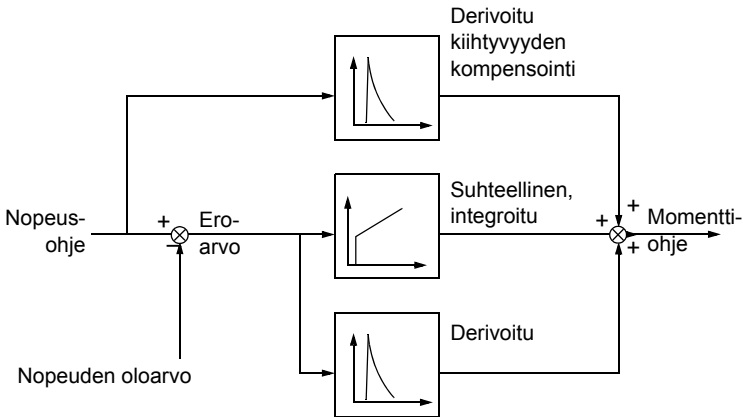 Derivoitu
kiihtyvyyden
kompensointi
Nopeus-
ohje
+
−
Ero-
arvo
Suhteellinen,
integroitu
+
+
+
Momentti-
ohje
Derivoitu
Nopeuden oloarvo